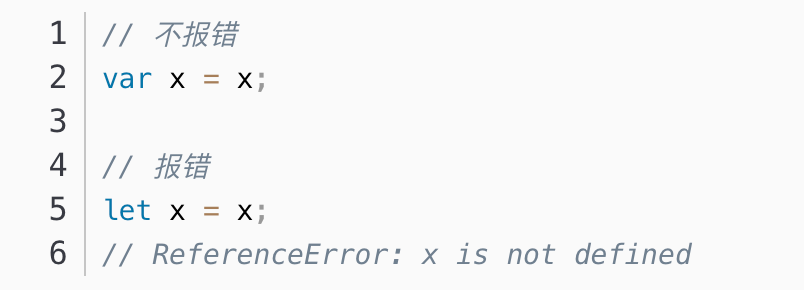 1 // 不报错
2 var x = x;
3
4 // 报错
5 let x = x;
6 // ReferenceError: x is not defined